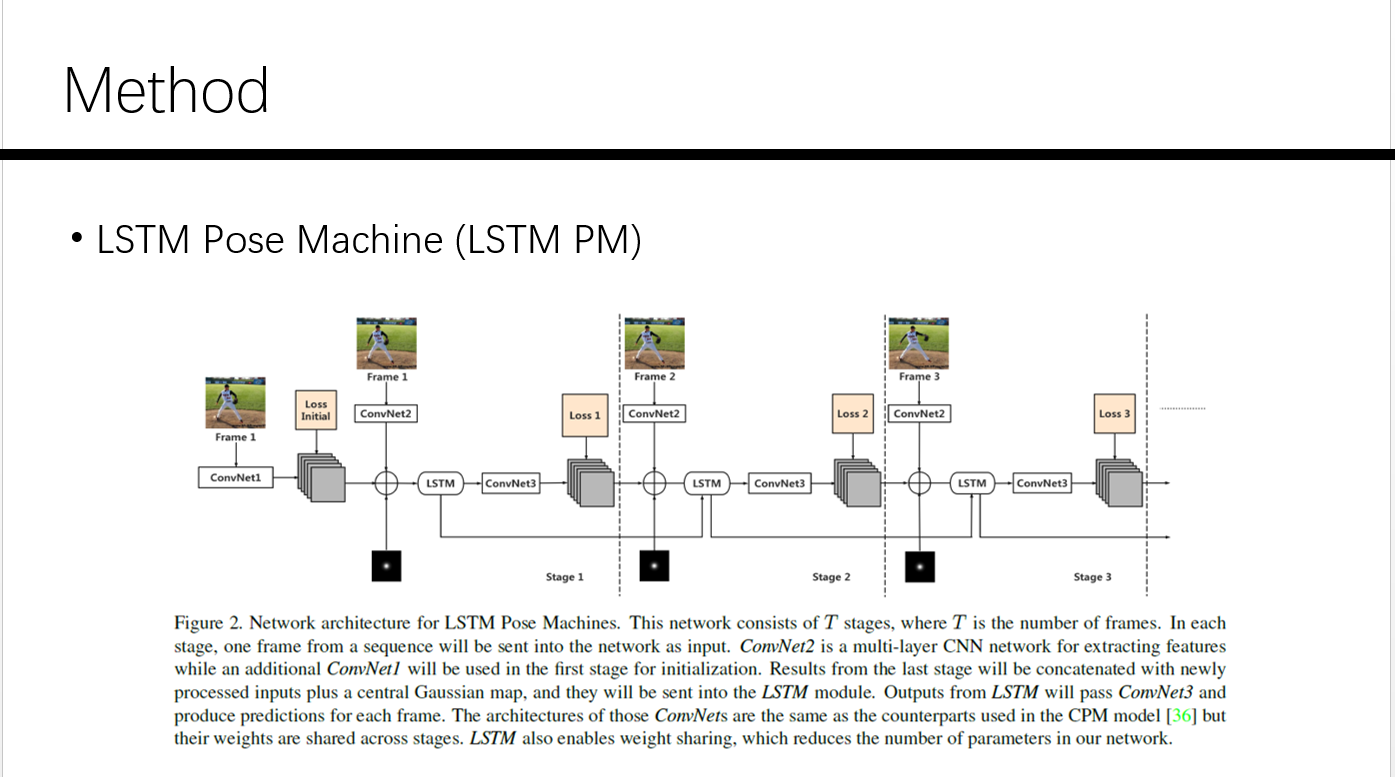 Method
• LSTM Pose Machine (LSTM PM)
Frame 1
Frame 2
Frame 3
Loss
Initial
ConvNet2
Loss 1
ConvNet2
Loss 2
ConvNet2
Loss 3
Frame 1
ConvNet1
LSTM
ConvNet3
LSTM
ConvNet3
LSTM
ConvNet3
Stage 1
Stage 2
Stage 3
Figure 2. Network architecture for LSTM Pose Machines. This network consists of T stages, where T is the number of frames. In each
stage, one frame from a sequence will be sent into the network as input. ConvNet2 is a multi-layer CNN network for extracting features
while an additional ConvNet1 will be used in the first stage for initialization. Results from the last stage will be concatenated with newly
processed inputs plus a central Gaussian map, and they will be sent into the LSTM module. Outputs from LSTM will pass ConvNet3 and
produce predictions for each frame. The architectures of those ConvNets are the same as the counterparts used in the CPM model [36] but
their weights are shared across stages. LSTM also enables weight sharing, which reduces the number of parameters in our network.